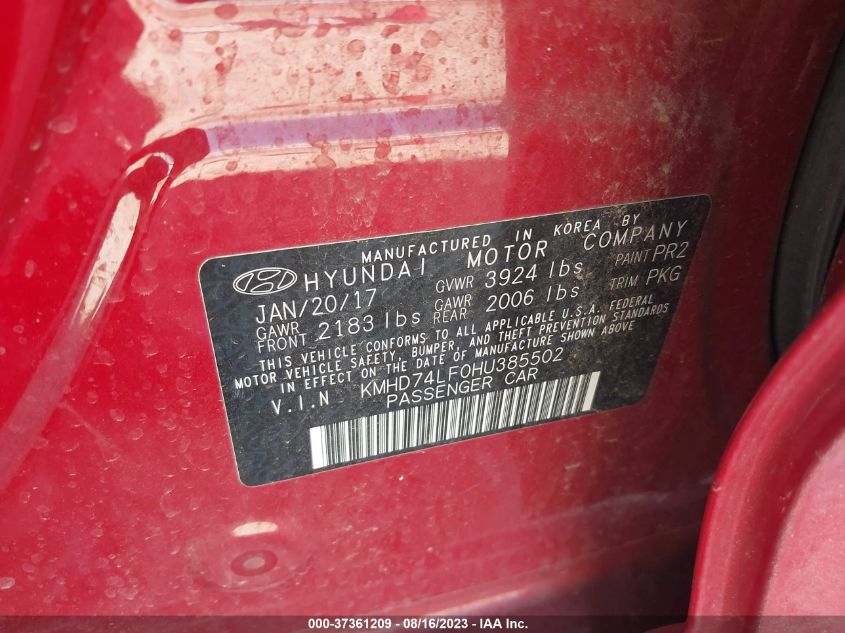 MANUFACTURED IN KOREA BY
HYUNDAI MOTOR COMPANY
JAN/20/17 GVWR 3924 lbs PAINT PR2
GAWR FRONT 2183 lbs GAWR REAR 2006 lbs TRIM PKG
THIS VEHICLE CONFORMS TO ALL APPLICABLE U.S.A. FEDERAL
MOTOR VEHICLE SAFETY, BUMPER, AND THEFT PREVENTION STANDARDS
IN EFFECT ON THE DATE OF MANUFACTURE SHOWN ABOVE
V.I.N KMHD74LF0HU385502
PASSENGER CAR
000-37361209 - 08/16/2023 - IAA Inc.